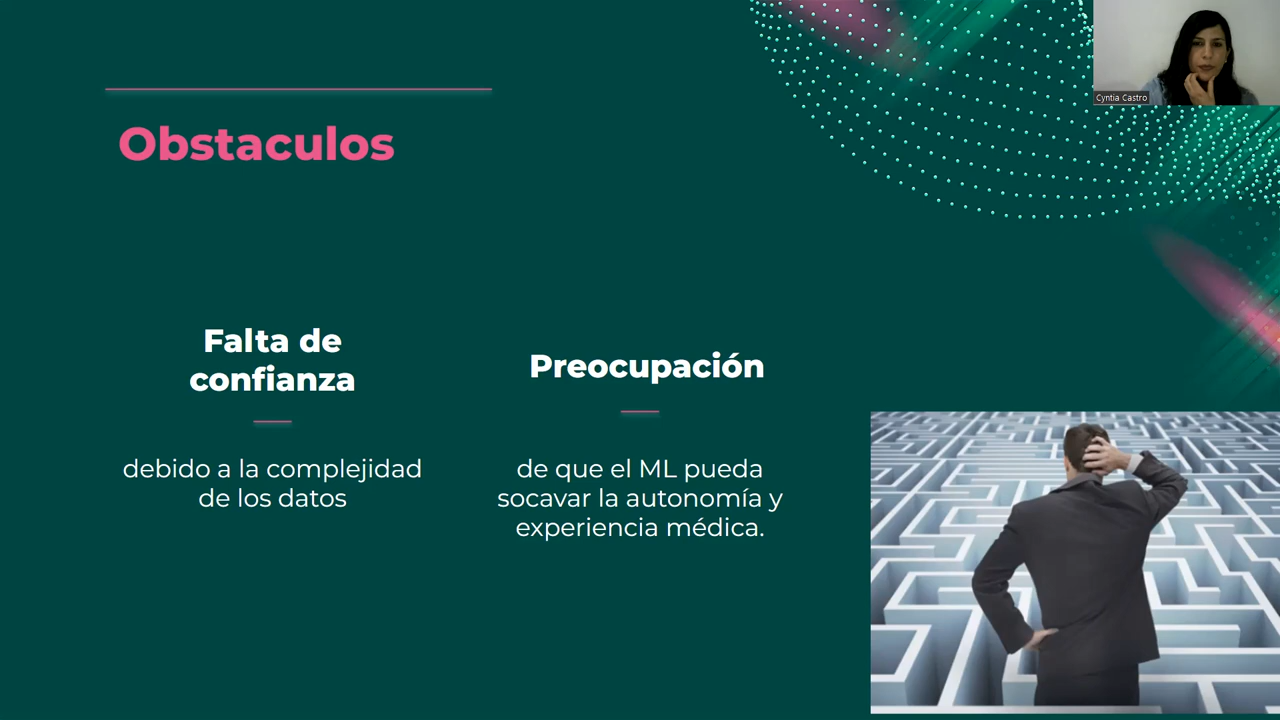 Cyntia Castro
Obstaculos
Falta de
confianza
debido a la complejidad
de los datos
Preocupación
de que el ML pueda
socavar la autonomía y
experiencia médica.